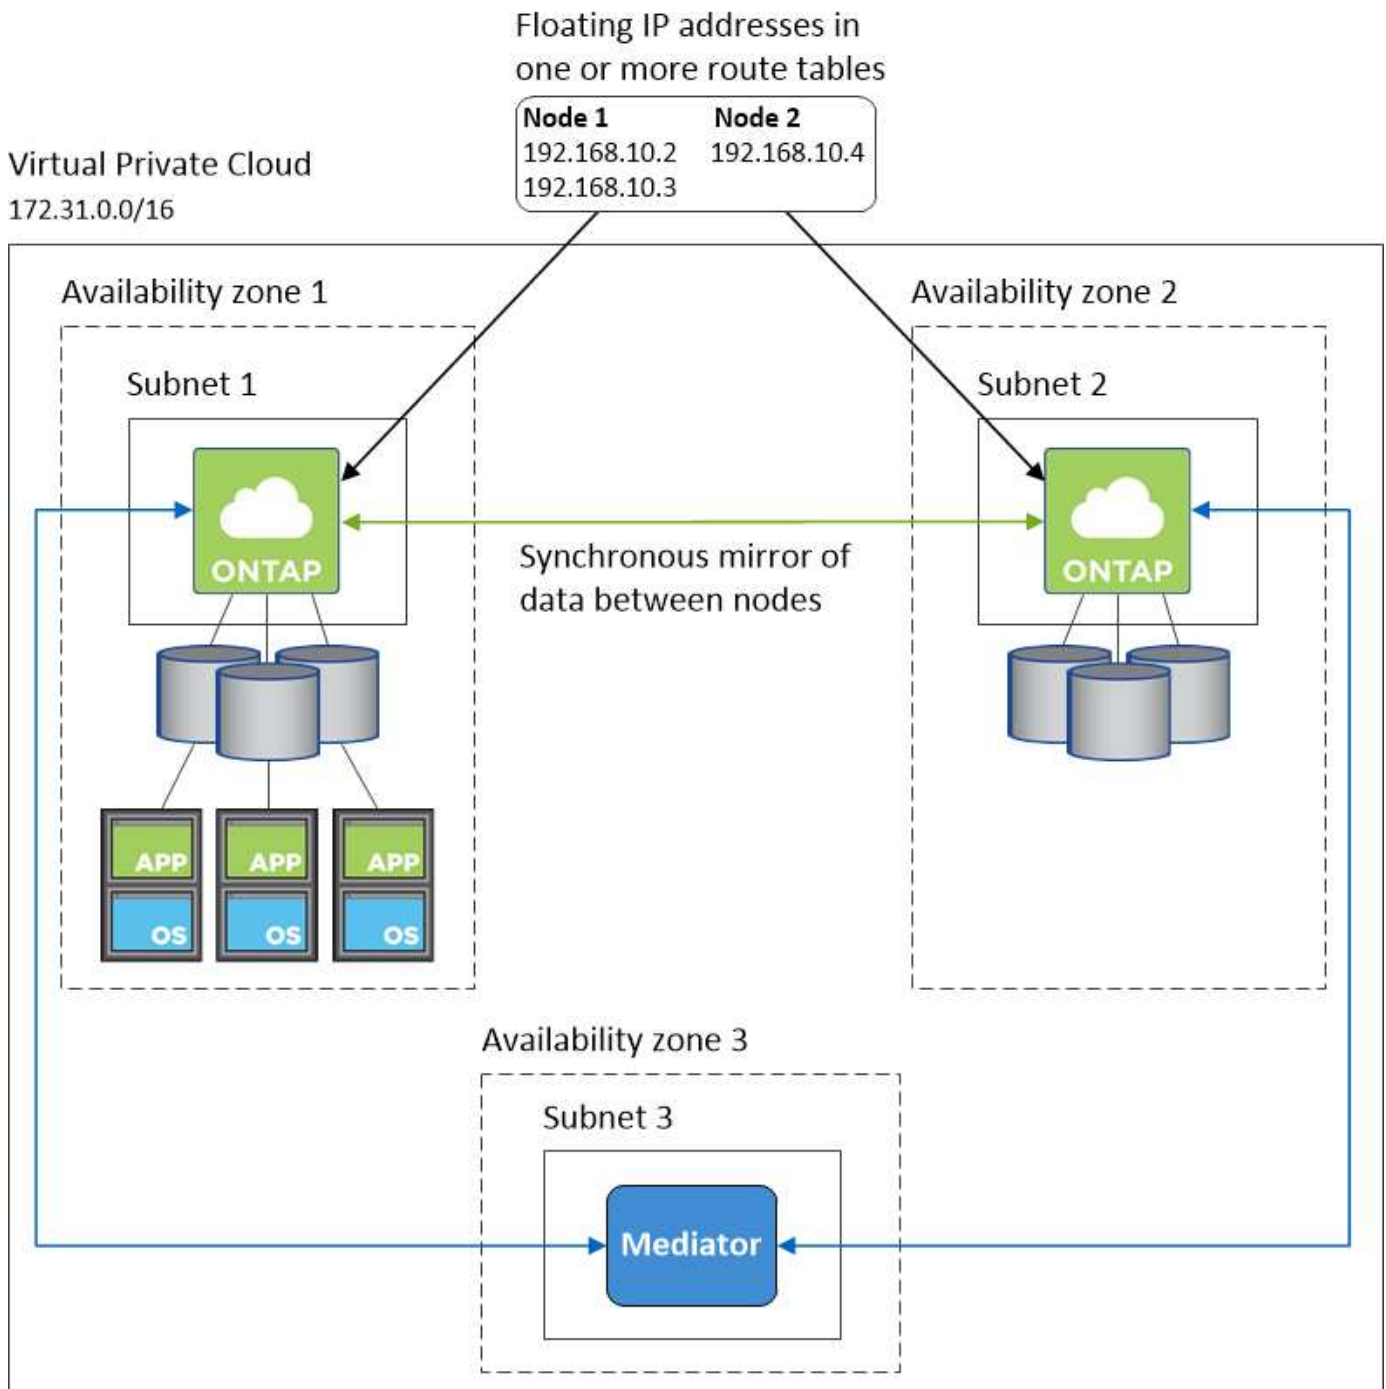 Floating IP addresses in
one or more route tables
Node 1 Node 2
192.168.10.2 192.168.10.4
192.168.10.3
Virtual Private Cloud
172.31.0.0/16
Availability zone 1
Availability zone 2
Subnet 1
Subnet 2
ONTAP
ONTAP
Synchronous mirror of
data between nodes
APP APP APP
OS OS OS
Availability zone 3
Subnet 3
Mediator